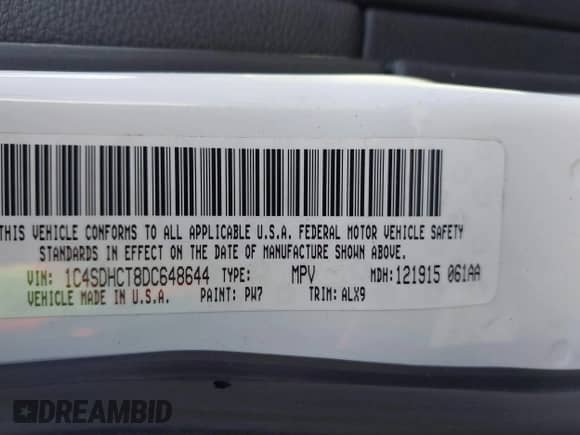 THIS VEHICLE CONFORMS TO ALL APPLICABLE U.S.A. FEDERAL MOTOR VEHICLE SAFETY
STANDARDS IN EFFECT ON THE DATE OF MANUFACTURE SHOWN ABOVE.
VIN: 1C4SDHCT8DC648644 TYPE: MPV MDH:121915 061AA
VEHICLE MADE IN U.S.A. PAINT: PW7 TRIM: ALX9
DREAMBID